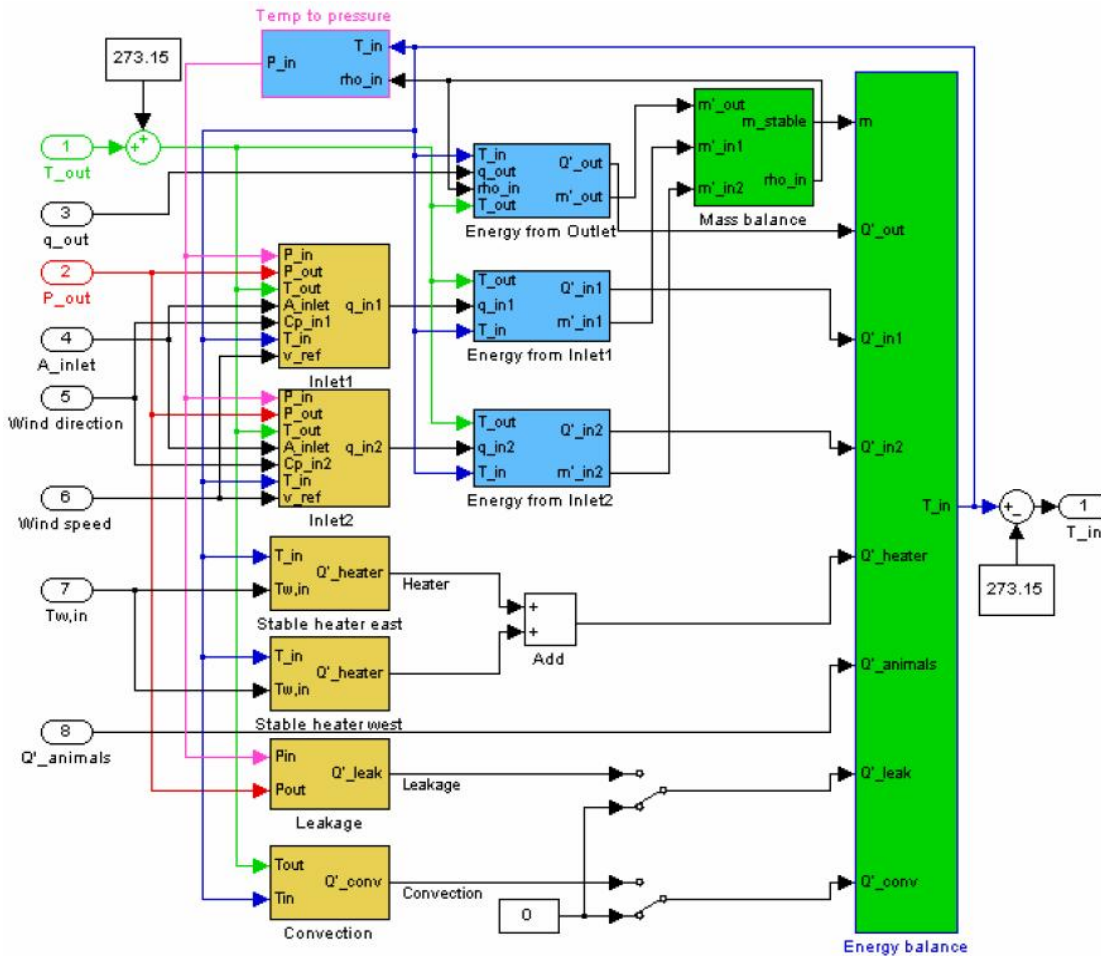 Temp to pressure
273.15
T_in
P_in
rho_in
1
T_out
3
q_out
2
P_out
4
A_inlet
5
Wind direction
6
Wind speed
7
Tw,in
8
Q'_animals
+
+
T_in
q_out
rho_in
T_out
Q'_out
m'_out
Energy from Outlet
m'_out
m'_in1
m'_in2
m_stable
rho_in
Mass balance
P_in
P_out
T_out
A_inlet
Cp_in1
T_in
v_ref
q_in1
Inlet1
T_out
q_in1
T_in
Q'_in1
m'_in1
Energy from Inlet1
P_in
P_out
T_out
A_inlet
Cp_in2
T_in
v_ref
q_in2
Inlet2
T_out
q_in2
T_in
Q'_in2
m'_in2
Energy from Inlet2
T_in
Tw,in
Q'_heater
Heater
Stable heater east
T_in
Tw,in
Q'_heater
Stable heater west
+
+
Add
Pin
Pout
Q'_leak
Leakage
Leakage
Tout
Tin
Q'_conv
Convection
Convection
0
m
Q'_out
Q'_in1
Q'_in2
Q'_heater
Q'_animals
Q'_leak
Q'_conv
T_in
Energy balance
+
-
273.15
1
T_in